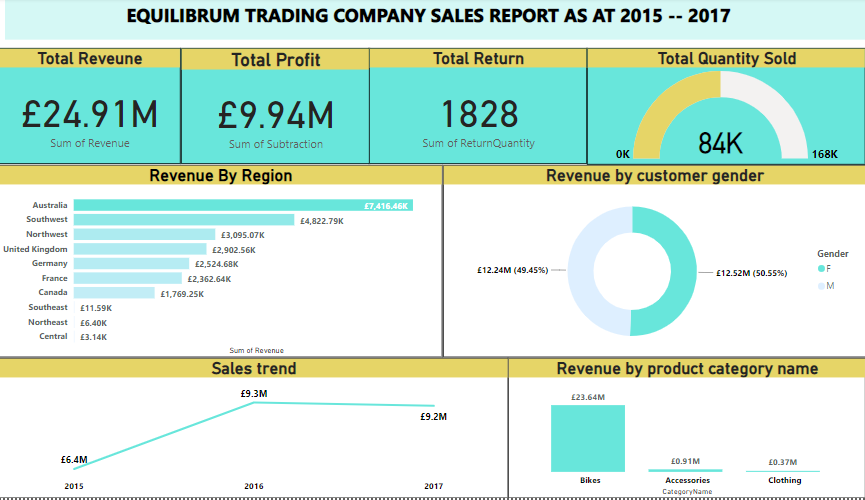 EQUILIBRUM TRADING COMPANY SALES REPORT AS AT 2015 -- 2017
Total Reveune
£24.91M
Sum of Revenue
Total Profit
£9.94M
Sum of Subtraction
Total Return
1828
Sum of ReturnQuantity
Total Quantity Sold
84K
0K
168K
Revenue By Region
Australia £7,416.46K
Southwest £4,822.79K
Northwest £3,095.07K
United Kingdom £2,902.56K
Germany £2,524.68K
France £2,362.64K
Canada £1,769.25K
Southeast £11.59K
Northeast £6.40K
Central £3.14K
Sum of Revenue
Revenue by customer gender
£12.24M (49.45%)
£12.52M (50.55%)
Gender
F
M
Sales trend
£6.4M
£9.3M
£9.2M
2015 2016 2017
Revenue by product category name
£23.64M
£0.91M
£0.37M
Bikes Accessories Clothing
CategoryName